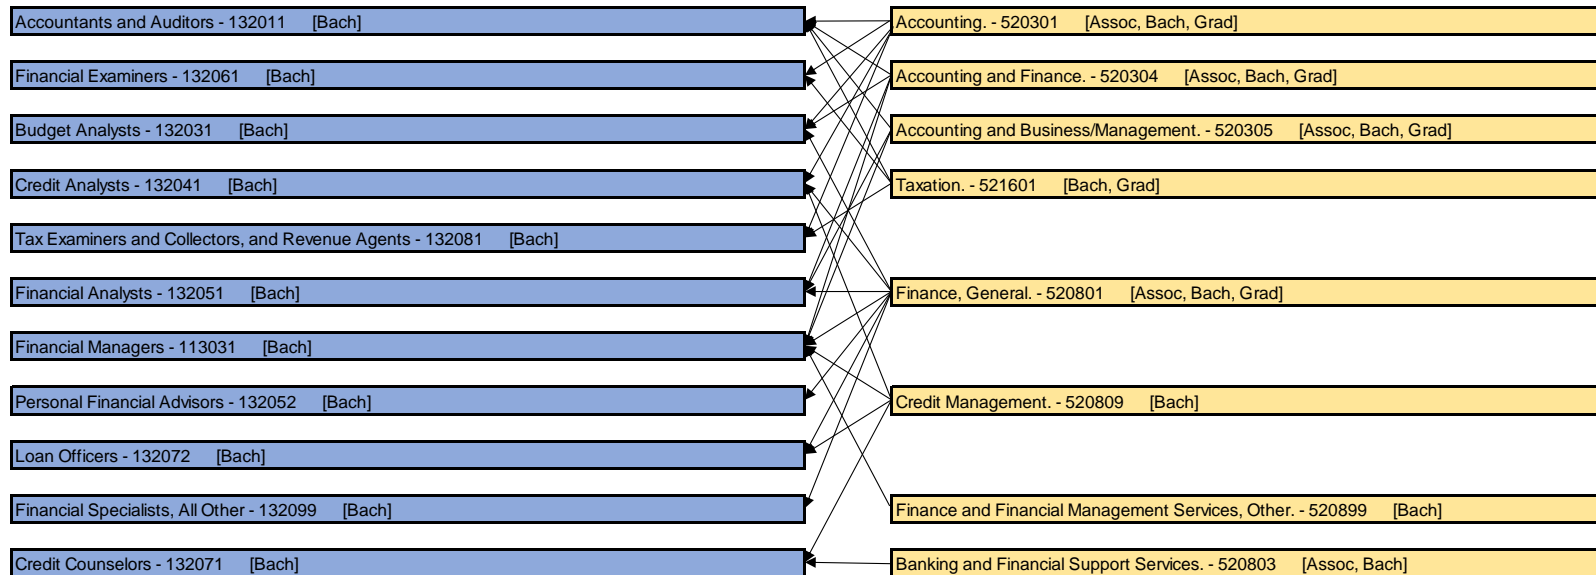 Accountants and Auditors - 132011 [Bach]
Accounting. - 520301 [Assoc, Bach, Grad]
Financial Examiners - 132061 [Bach]
Accounting and Finance. - 520304 [Assoc, Bach, Grad]
Budget Analysts - 132031 [Bach]
Accounting and Business/Management. - 520305 [Assoc, Bach, Grad]
Credit Analysts - 132041 [Bach]
Taxation. - 521601 [Bach, Grad]
Tax Examiners and Collectors, and Revenue Agents - 132081 [Bach]
Financial Analysts - 132051 [Bach]
Finance, General. - 520801 [Assoc, Bach, Grad]
Financial Managers - 113031 [Bach]
Personal Financial Advisors - 132052 [Bach]
Credit Management. - 520809 [Bach]
Loan Officers - 132072 [Bach]
Financial Specialists, All Other - 132099 [Bach]
Finance and Financial Management Services, Other. - 520899 [Bach]
Credit Counselors - 132071 [Bach]
Banking and Financial Support Services. - 520803 [Assoc, Bach]